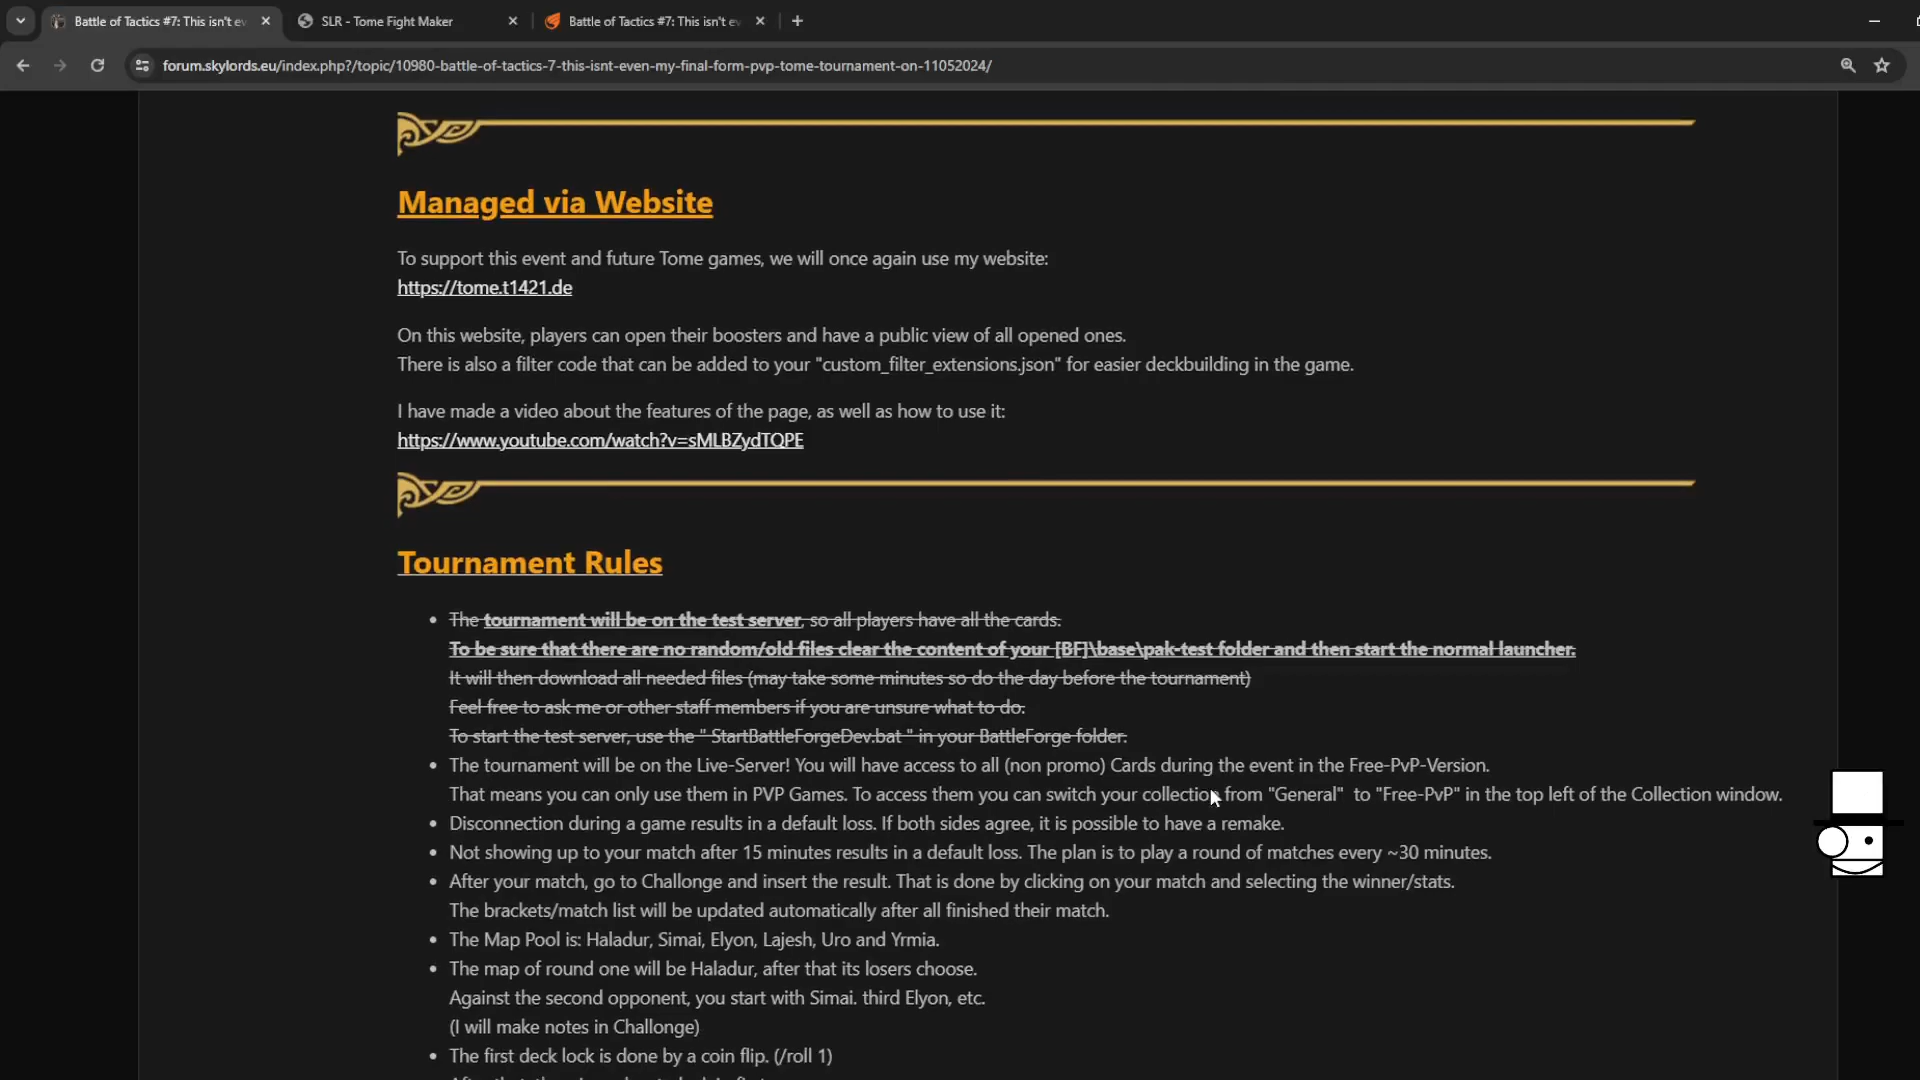 Battle of Tactics #7: This isn't ev
SLR - Tome Fight Maker
Battle of Tactics #7: This isn't ev
forum.skylords.eu/index.php?/topic/10980-battle-of-tactics-7-this-isnt-even-my-final-form-pvp-tome-tournament-on-11052024/
Managed via Website
To support this event and future Tome games, we will once again use my website:
https://tome.t1421.de
On this website, players can open their boosters and have a public view of all opened ones.
There is also a filter code that can be added to your "custom_filter_extensions.json" for easier deckbuilding in the game.
I have made a video about the features of the page, as well as how to use it:
https://www.youtube.com/watch?v=sMLBZydTQPE
Tournament Rules
• The tournament will be on the test server, so all players have all the cards.
To be sure that there are no random/old files clear the content of your [BF]\base\pak-test folder and then start the normal launcher.
It will then download all needed files (may take some minutes so do the day before the tournament)
Feel free to ask me or other staff members if you are unsure what to do.
To start the test server, use the " StartBattleForgeDev.bat " in your BattleForge folder.
• The tournament will be on the Live-Server! You will have access to all (non promo) Cards during the event in the Free-PvP-Version.
That means you can only use them in PVP Games. To access them you can switch your collection from "General" to "Free-PvP" in the top left of the Collection window.
• Disconnection during a game results in a default loss. If both sides agree, it is possible to have a remake.
• Not showing up to your match after 15 minutes results in a default loss. The plan is to play a round of matches every ~30 minutes.
• After your match, go to Challonge and insert the result. That is done by clicking on your match and selecting the winner/stats.
The brackets/match list will be updated automatically after all finished their match.
• The Map Pool is: Haladur, Simai, Elyon, Lajesh, Uro and Yrmia.
• The map of round one will be Haladur, after that its losers choose.
Against the second opponent, you start with Simai. third Elyon, etc.
(I will make notes in Challonge)
• The first deck lock is done by a coin flip. (/roll 1)